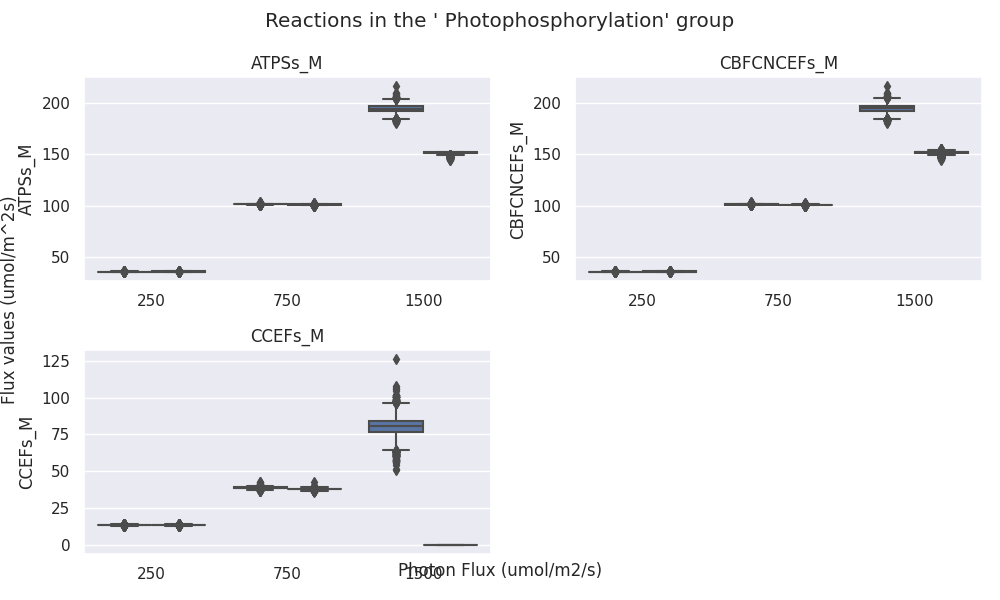 Reactions in the ' Photophosphorylation' group
ATPSs_M
CBFCNCEFs_M
200
150
100
50
ATPSs_M
250
750
1500
200
150
100
50
CBFCNCEFs_M
250
750
1500
Flux values (umol/m^2s)
CCEFs_M
125
100
75
50
25
0
CCEFs_M
250
750
1500
Photon Flux (umol/m2/s)